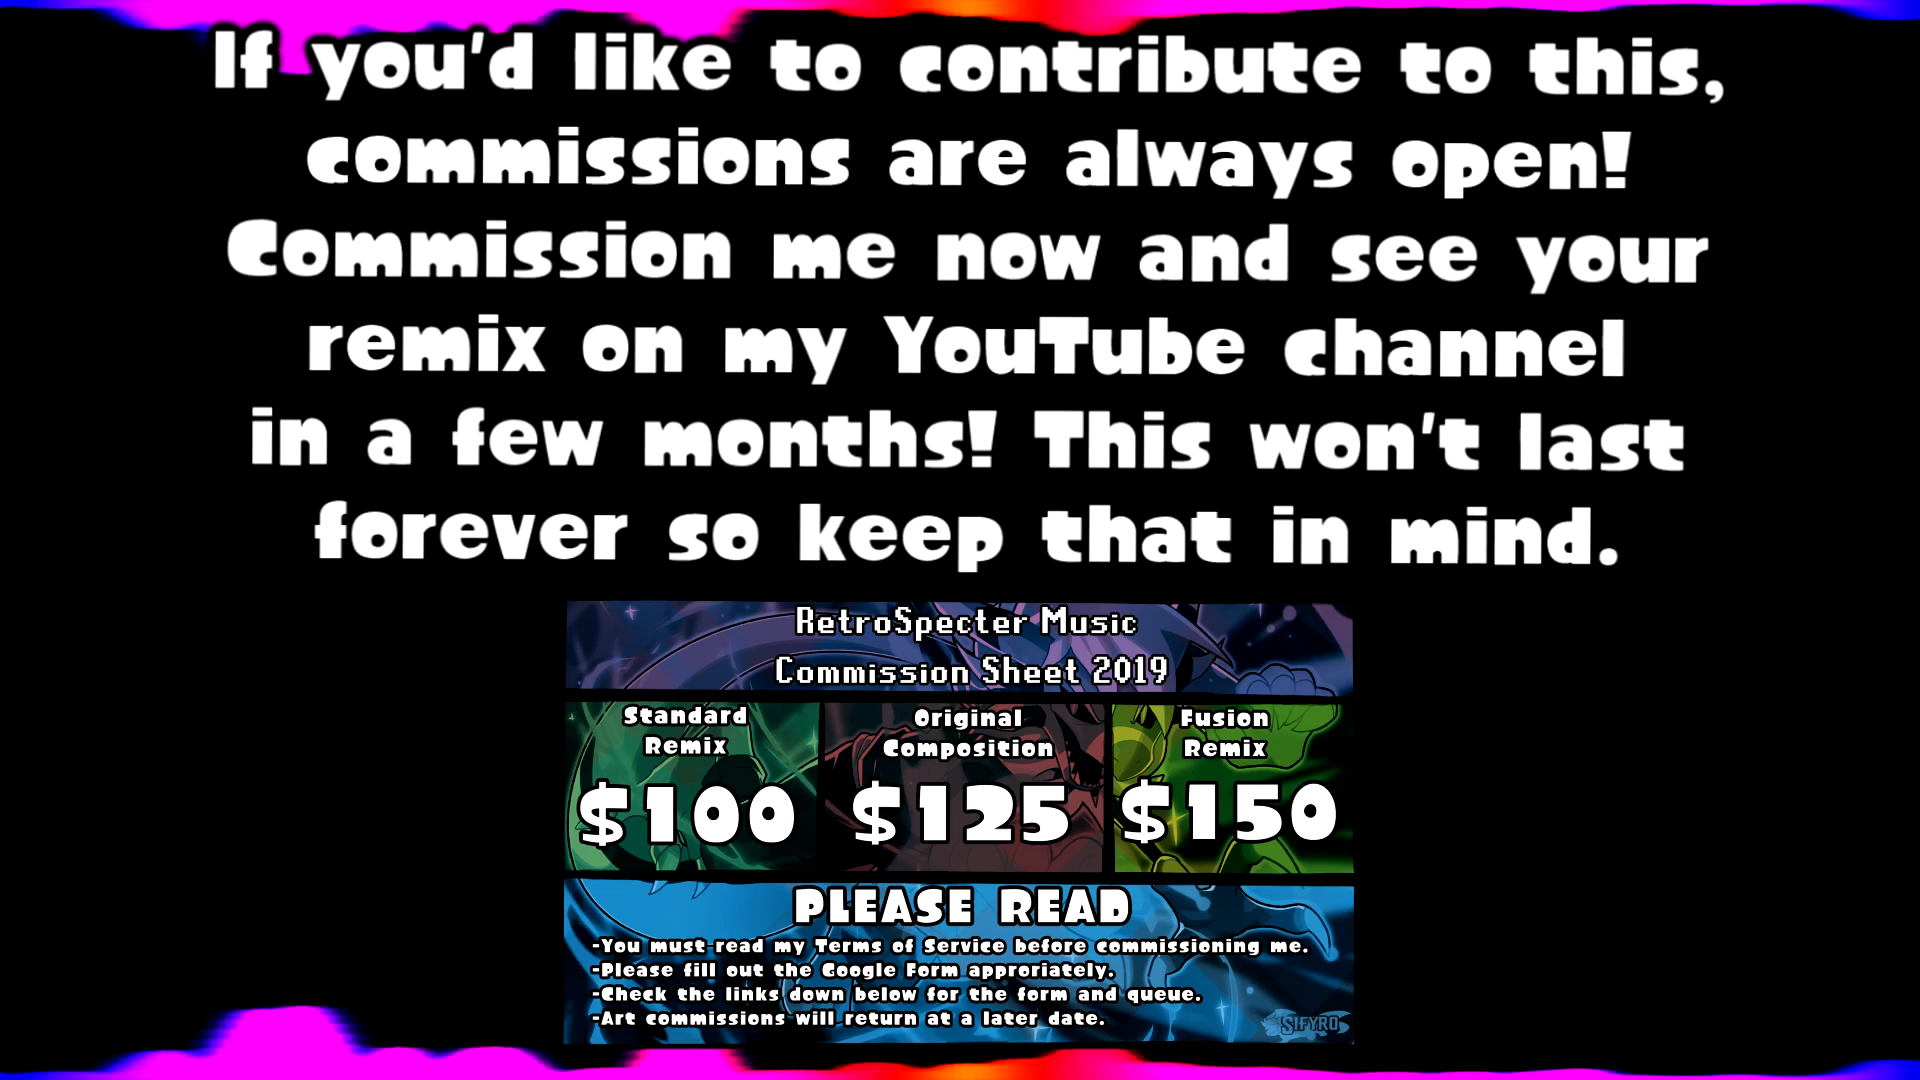 If you'd like to contribute to this,
commissions are always open!
Commission me now and see your
remix on my YouTube channel
in a few months! This won't last
forever so keep that in mind.
RetroSpecter Music
Commission Sheet 2019
Standard
Remix
$100
Original
Composition
$125
Fusion
Remix
$150
PLEASE READ
-You must read my Terms of Service before commissioning me.
-Please fill out the Google Form approriately.
-Check the links down below for the form and queue.
-Art commissions will return at a later date.
SIFYRO